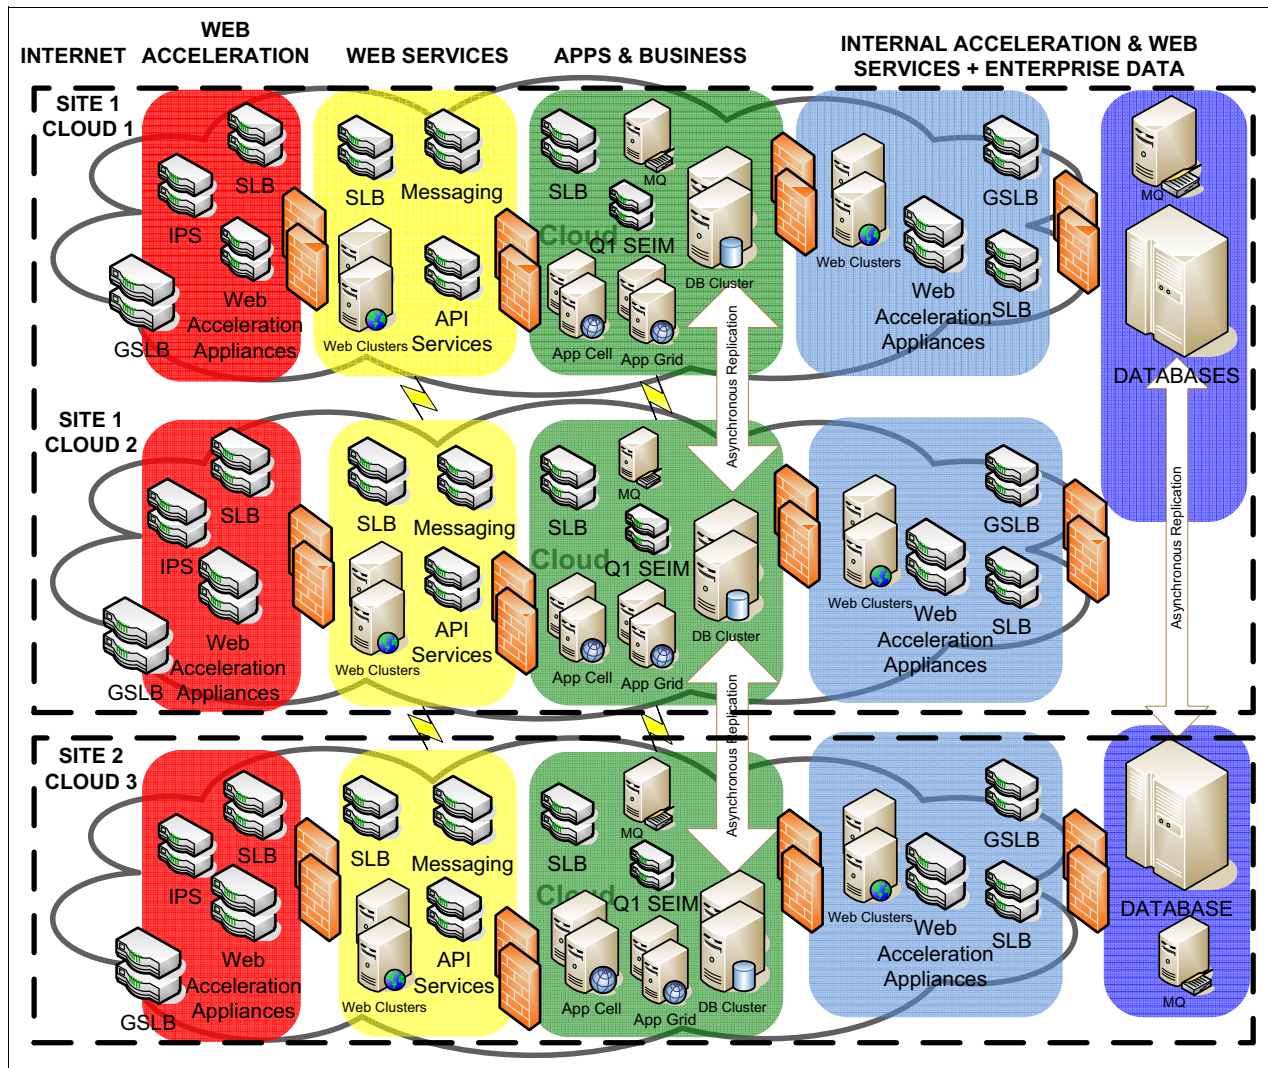 INTERNET
WEB
ACCELERATION
WEB SERVICES
APPS & BUSINESS
INTERNAL ACCELERATION & WEB
SERVICES + ENTERPRISE DATA
SITE 1
CLOUD 1
SLB
IPS
Web
Acceleration
Appliances
GSLB
SLB
Messaging
Web Clusters
API
Services
SLB
MQ
Cloud
Q1 SEIM
App Cell
App Grid
DB Cluster
Web Clusters
Web
Acceleration
Appliances
GSLB
SLB
MQ
DATABASES
Asynchronous Replication
Asynchronous Replication
SITE 1
CLOUD 2
SLB
IPS
Web
Acceleration
Appliances
GSLB
SLB
Messaging
Web Clusters
API
Services
SLB
MQ
Cloud
Q1 SEIM
App Cell
App Grid
DB Cluster
Web Clusters
Web
Acceleration
Appliances
GSLB
SLB
Asynchronous Replication
SITE 2
CLOUD 3
SLB
IPS
Web
Acceleration
Appliances
GSLB
SLB
Messaging
Web Clusters
API
Services
SLB
MQ
Cloud
Q1 SEIM
App Cell
App Grid
DB Cluster
Web Clusters
Web
Acceleration
Appliances
GSLB
SLB
DATABASE
MQ